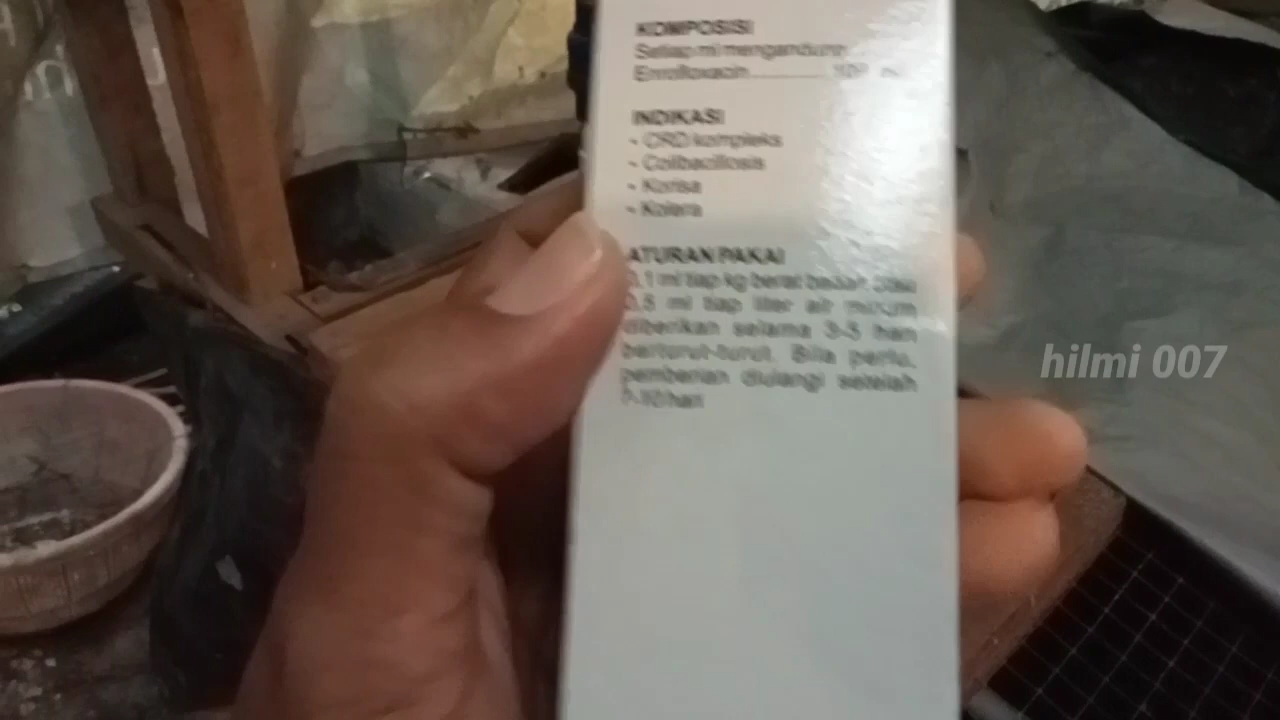 KOMPOSISI
Setiap ml mengandung
Enrofloxacin.............. 100
INDIKASI
- CRD kompleks
- Colibacillosis
- Korisa
- Kolera
ATURAN PAKAI
0,1 ml tiap kg berat badan atau
0,5 ml tiap liter air minum
diberikan selama 3-5 hari
berturut-turut. Bila perlu,
pemberian diulangi setelah
7-10 hari
hilmi 007